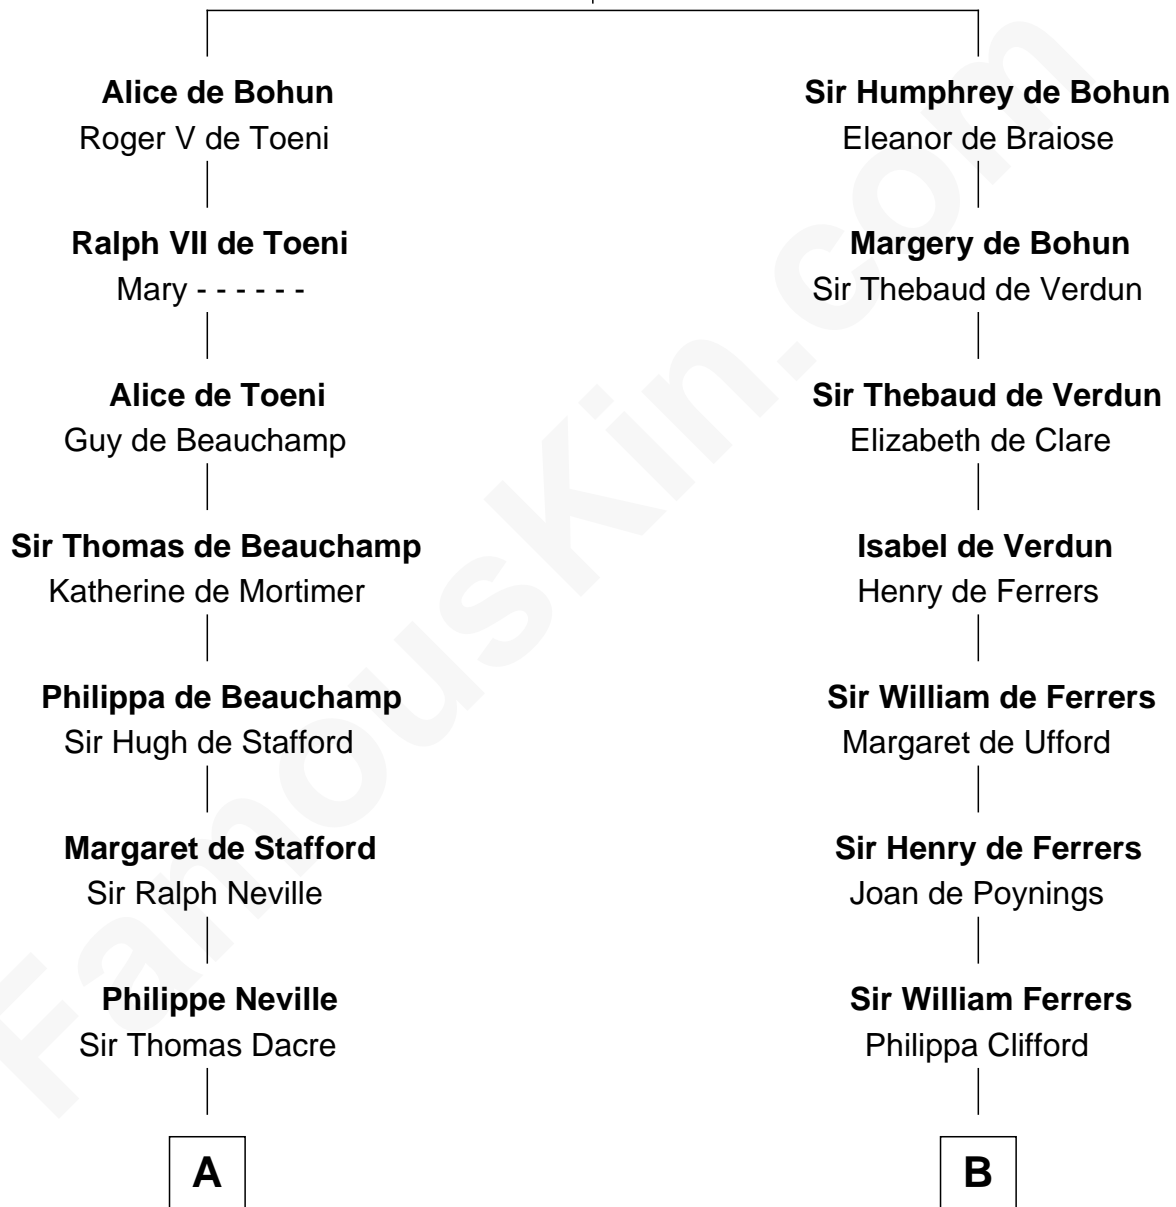 Alice de Bohun
Roger V de Toeni
Ralph VII de Toeni
Mary - - - - - -
Alice de Toeni
Guy de Beauchamp
Sir Thomas de Beauchamp
Katherine de Mortimer
Philippa de Beauchamp
Sir Hugh de Stafford
Margaret de Stafford
Sir Ralph Neville
Philippe Neville
Sir Thomas Dacre
A
Sir Humphrey de Bohun
Eleanor de Braiose
Margery de Bohun
Sir Thebaud de Verdun
Sir Thebaud de Verdun
Elizabeth de Clare
Isabel de Verdun
Henry de Ferrers
Sir William de Ferrers
Margaret de Ufford
Sir Henry de Ferrers
Joan de Poynings
Sir William Ferrers
Philippa Clifford
B
FamousKin.com